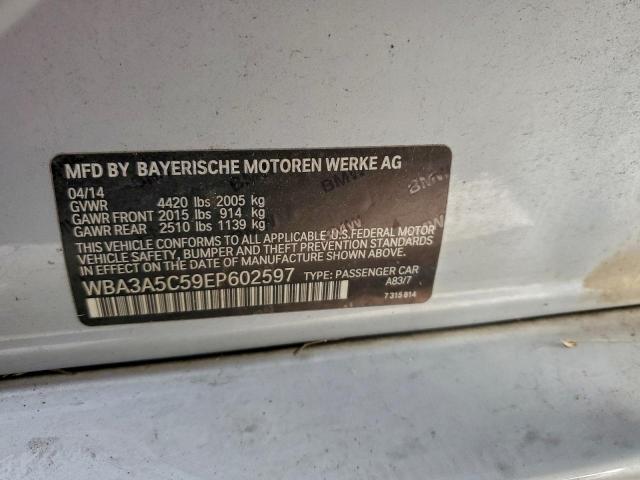 MFD BY BAYERISCHE MOTOREN WERKE AG
04/14
GVWR 4420 lbs 2005 kg
GAWR FRONT 2015 lbs 914 kg
GAWR REAR 2510 lbs 1139 kg
THIS VEHICLE CONFORMS TO ALL APPLICABLE U.S.FEDERAL MOTOR
VEHICLE SAFETY, BUMPER AND THEFT PREVENTION STANDARDS
IN EFFECT ON THE DATE OF MANUFACTURE SHOWN ABOVE.
WBA3A5C59EP602597 TYPE: PASSENGER CAR
A83/7
7 315 814